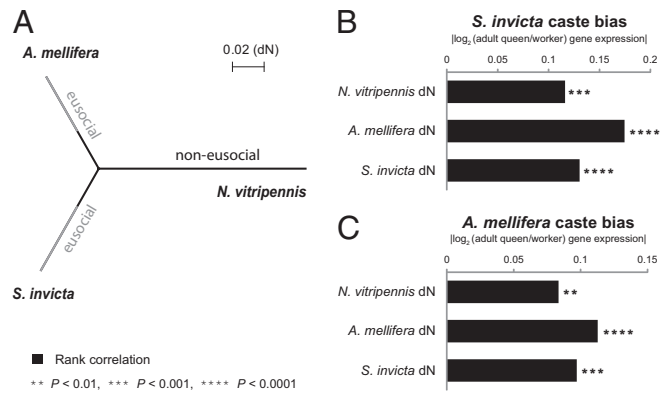 A
A. mellifera
0.02 (dN)
eusocial
non-eusocial
N. vitripennis
eusocial
S. invicta
Rank correlation
** P < 0.01, *** P < 0.001, **** P < 0.0001
B
S. invicta caste bias
|log2 (adult queen/worker) gene expression|
0 0.05 0.1 0.15 0.2
N. vitripennis dN ***
A. mellifera dN ****
S. invicta dN ****
C
A. mellifera caste bias
|log2 (adult queen/worker) gene expression|
0 0.05 0.1 0.15
N. vitripennis dN **
A. mellifera dN ****
S. invicta dN ***